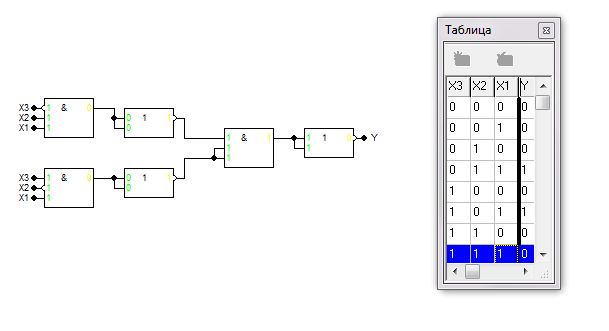 Таблица
X3 X2 X1 Y
0 0 0 0
0 0 1 0
0 1 0 0
0 1 1 1
1 0 0 0
1 0 1 1
1 1 0 0
1 1 1 0
X3 1 & 0
X2 1
X1 1
0 1
0
X3 1 & 0
X2 1
X1 1
0 1
0
1 & 1
1
1
1 1 0 Y
1